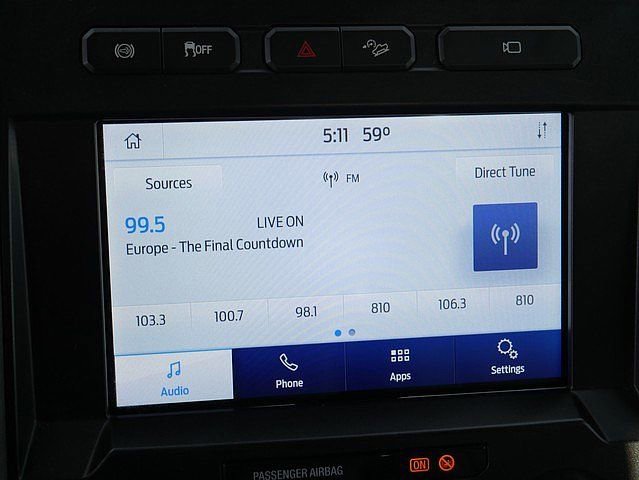 OFF
5:11 59°
Sources
FM
Direct Tune
99.5
LIVE ON
Europe - The Final Countdown
103.3 100.7 98.1 810 106.3 810
Audio Phone Apps Settings
PASSENGER AIRBAG
ON